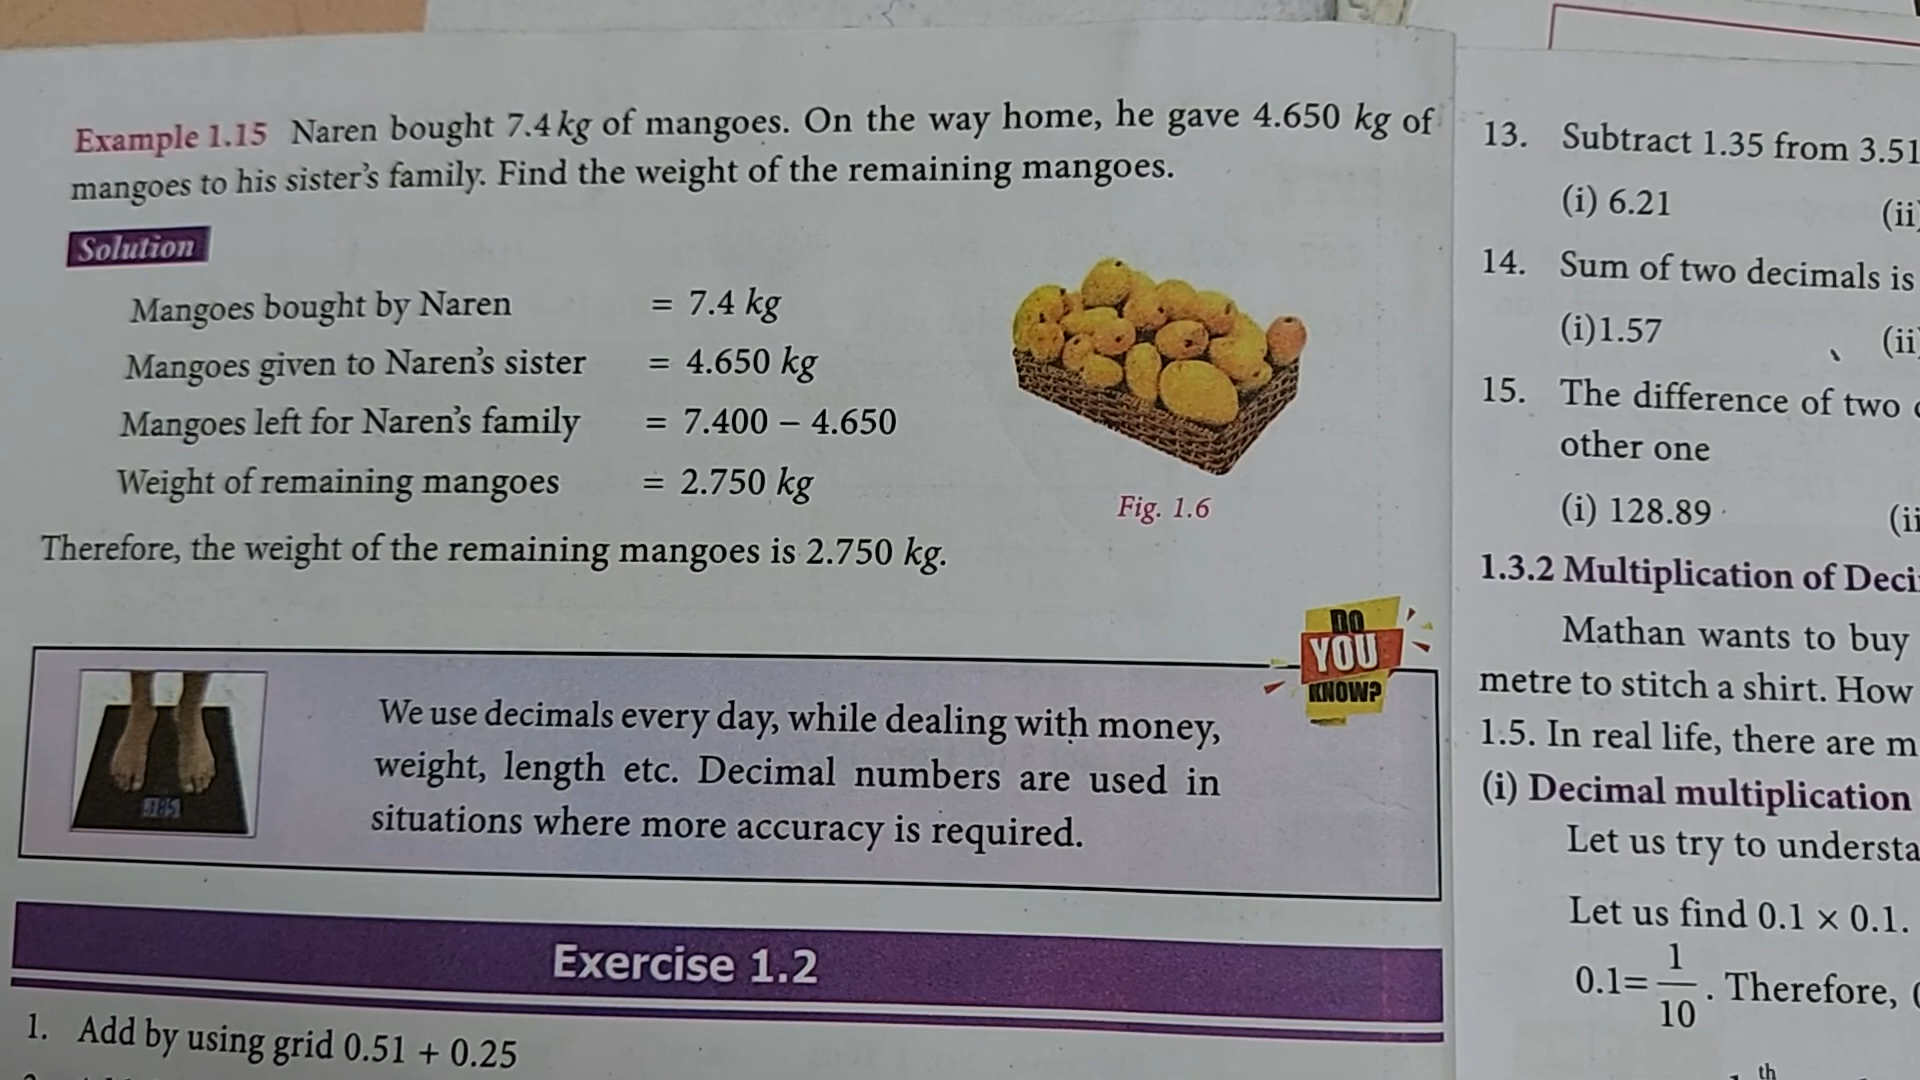 Example 1.15 Naren bought 7.4 kg of mangoes. On the way home, he gave 4.650 kg of
mangoes to his sister's family. Find the weight of the remaining mangoes.
Solution
Mangoes bought by Naren = 7.4 kg
Mangoes given to Naren's sister = 4.650 kg
Mangoes left for Naren's family = 7.400 – 4.650
Weight of remaining mangoes = 2.750 kg
Fig. 1.6
Therefore, the weight of the remaining mangoes is 2.750 kg.
DO
YOU
KNOW?
We use decimals every day, while dealing with money,
weight, length etc. Decimal numbers are used in
situations where more accuracy is required.
Exercise 1.2
1. Add by using grid 0.51 + 0.25
13. Subtract 1.35 from 3.51
(i) 6.21 (ii)
14. Sum of two decimals is
(i)1.57 (ii
15. The difference of two
other one
(i) 128.89 (ii
1.3.2 Multiplication of Deci
Mathan wants to buy
metre to stitch a shirt. How
1.5. In real life, there are m
(i) Decimal multiplication
Let us try to understa
Let us find 0.1 × 0.1.
0.1= 1/10 . Therefore,
th